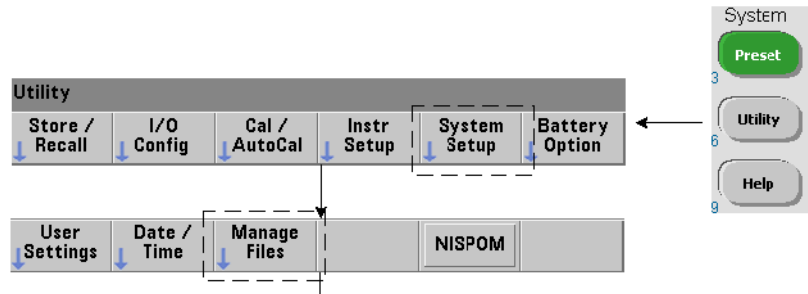 System
Preset
3
Utility
6
Help
9
Utility
Store / Recall
I/O Config
Cal / AutoCal
Instr Setup
System Setup
Battery Option
User Settings
Date / Time
Manage Files
NISPOM